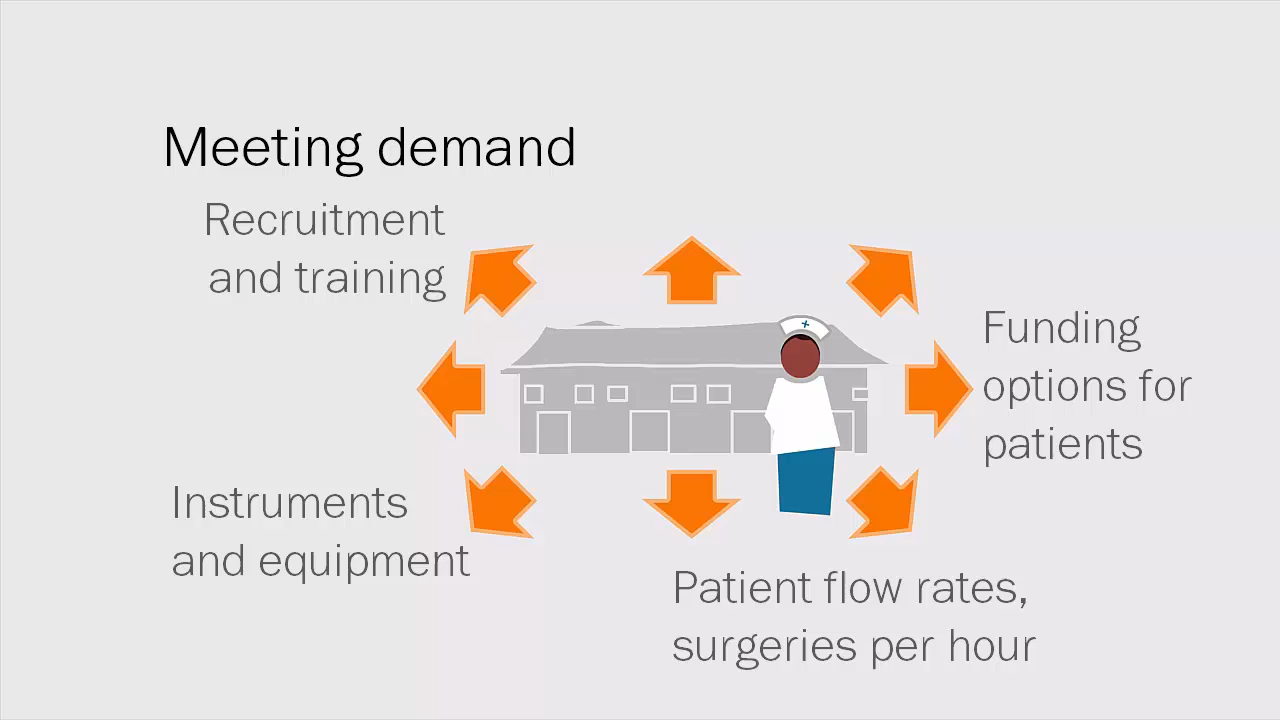 Meeting demand
Recruitment
and training
Funding
options for
patients
Instruments
and equipment
Patient flow rates,
surgeries per hour